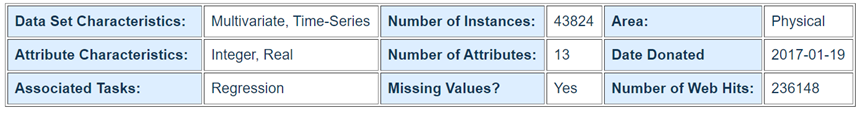 Data Set Characteristics: Multivariate, Time-Series Number of Instances: 43824 Area: Physical
Attribute Characteristics: Integer, Real Number of Attributes: 13 Date Donated 2017-01-19
Associated Tasks: Regression Missing Values? Yes Number of Web Hits: 236148